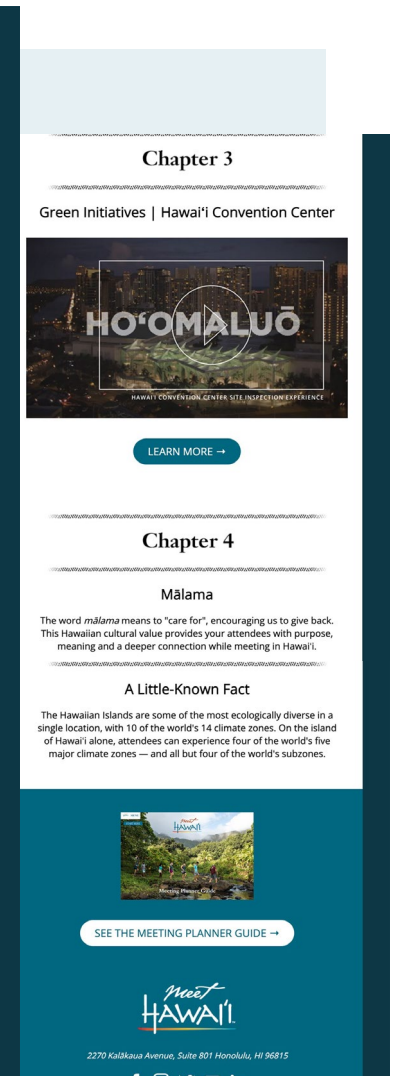 Chapter 3
Green Initiatives | Hawaiʻi Convention Center
HOʻOMALUŌ
HAWAIʻI CONVENTION CENTER SITE INSPECTION EXPERIENCE
LEARN MORE →
Chapter 4
Mālama
The word mālama means to "care for", encouraging us to give back.
This Hawaiian cultural value provides your attendees with purpose,
meaning and a deeper connection while meeting in Hawaiʻi.
A Little-Known Fact
The Hawaiian Islands are some of the most ecologically diverse in a
single location, with 10 of the world's 14 climate zones. On the island
of Hawaiʻi alone, attendees can experience four of the world's five
major climate zones — and all but four of the world's subzones.
meet
HAWAIʻI
Meeting Planner Guide
SEE THE MEETING PLANNER GUIDE →
meet
HAWAIʻI
2270 Kalākaua Avenue, Suite 801 Honolulu, HI 96815